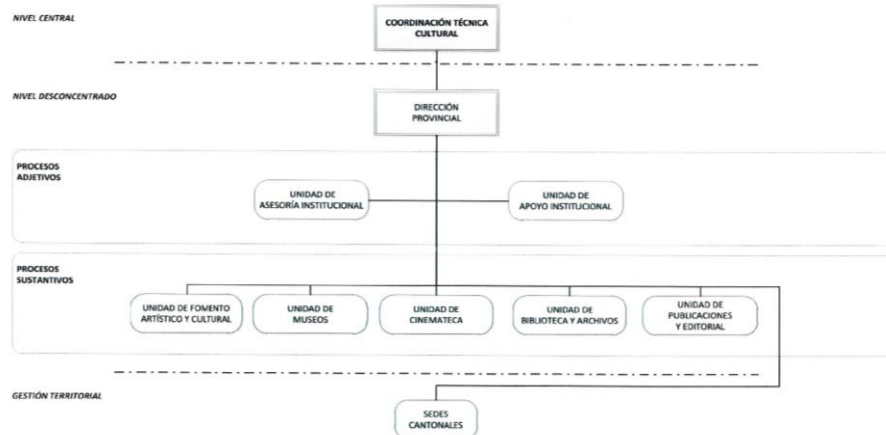 NIVEL CENTRAL
COORDINACIÓN TÉCNICA
CULTURAL
NIVEL DESCONCENTRADO
DIRECCIÓN
PROVINCIAL
PROCESOS
ADJETIVOS
UNIDAD DE
ASESORÍA INSTITUCIONAL
UNIDAD DE
APOYO INSTITUCIONAL
PROCESOS
SUSTANTIVOS
UNIDAD DE FOMENTO
ARTÍSTICO Y CULTURAL
UNIDAD DE
MUSEOS
UNIDAD DE
CINEMATECA
UNIDAD DE
BIBLIOTECA Y ARCHIVOS
UNIDAD DE
PUBLICACIONES
Y EDITORIAL
GESTIÓN TERRITORIAL
SEDES
CANTONALES